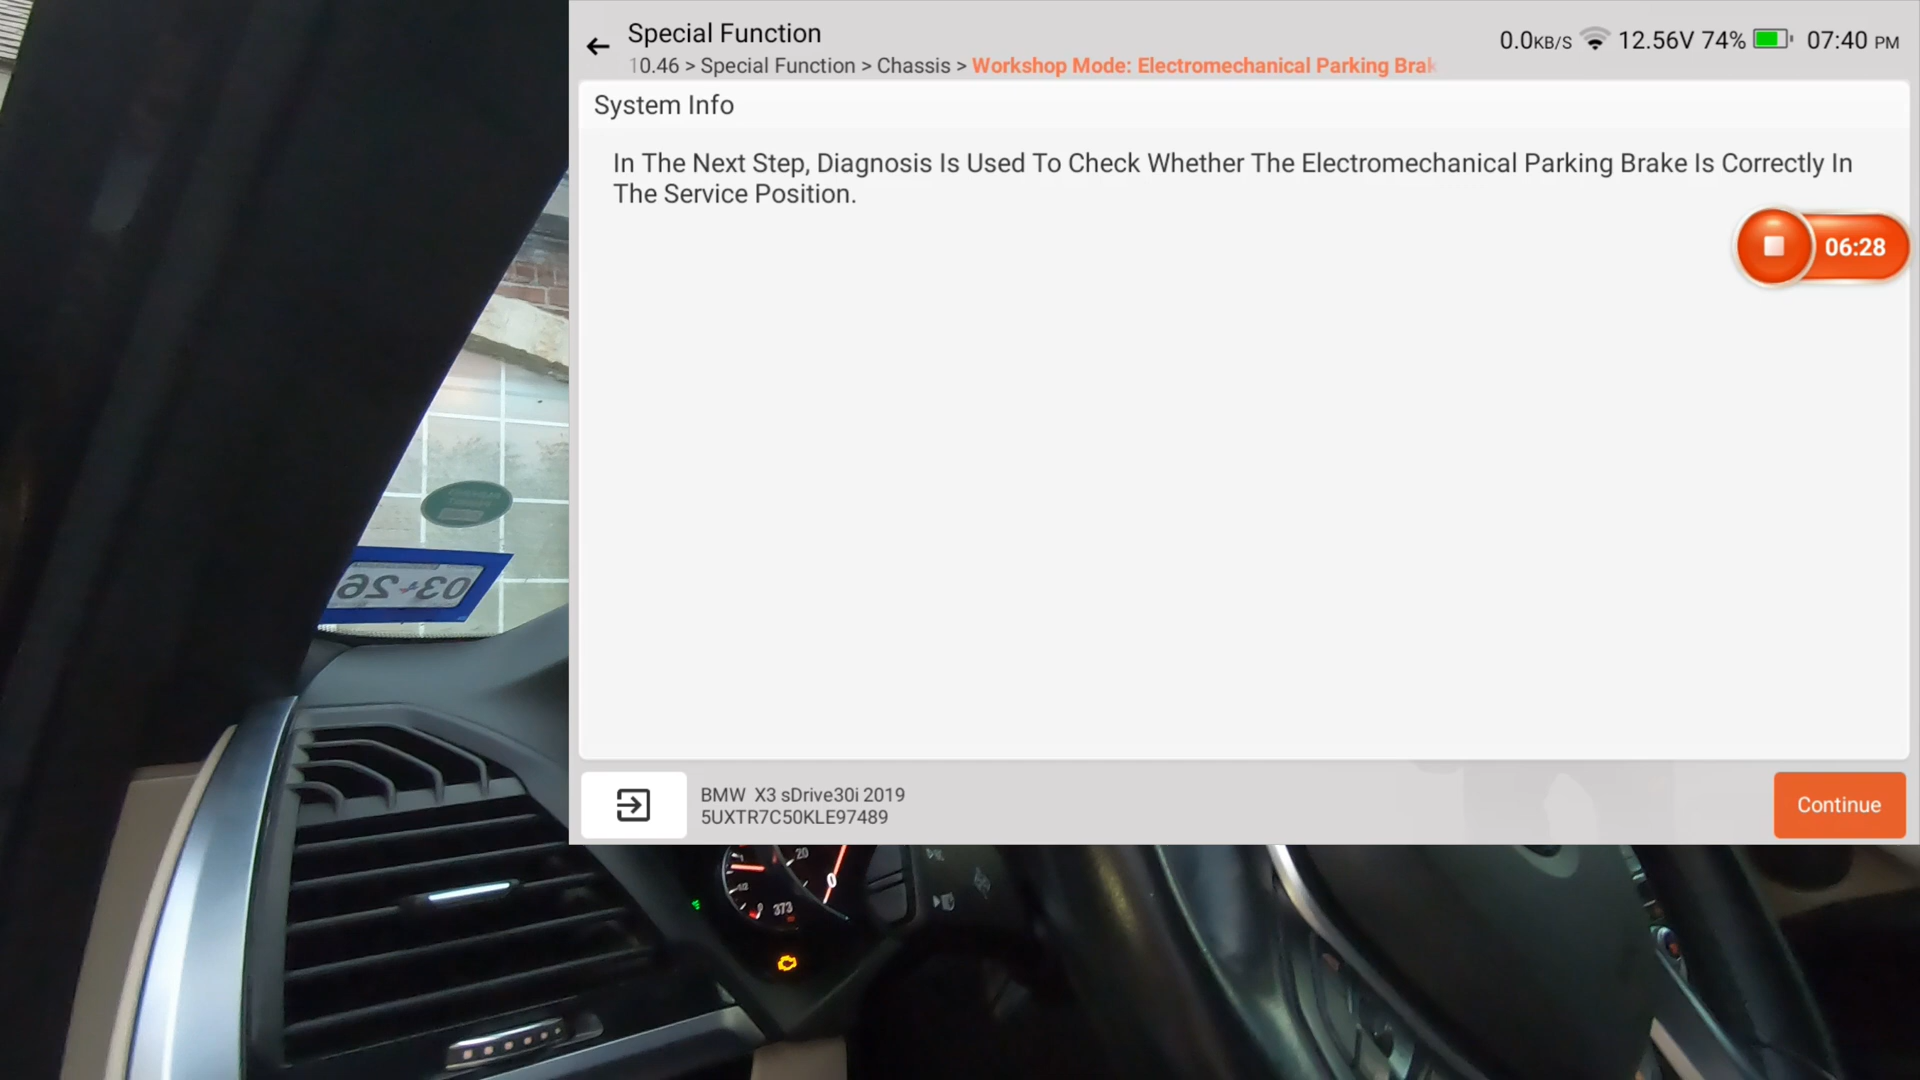 Special Function
10.46 > Special Function > Chassis > Workshop Mode: Electromechanical Parking Brak
0.0KB/S 12.56V 74% 07:40 PM
System Info
In The Next Step, Diagnosis Is Used To Check Whether The Electromechanical Parking Brake Is Correctly In
The Service Position.
06:28
BMW X3 sDrive30i 2019
5UXTR7C50KLE97489
Continue
03 26
20
0
373